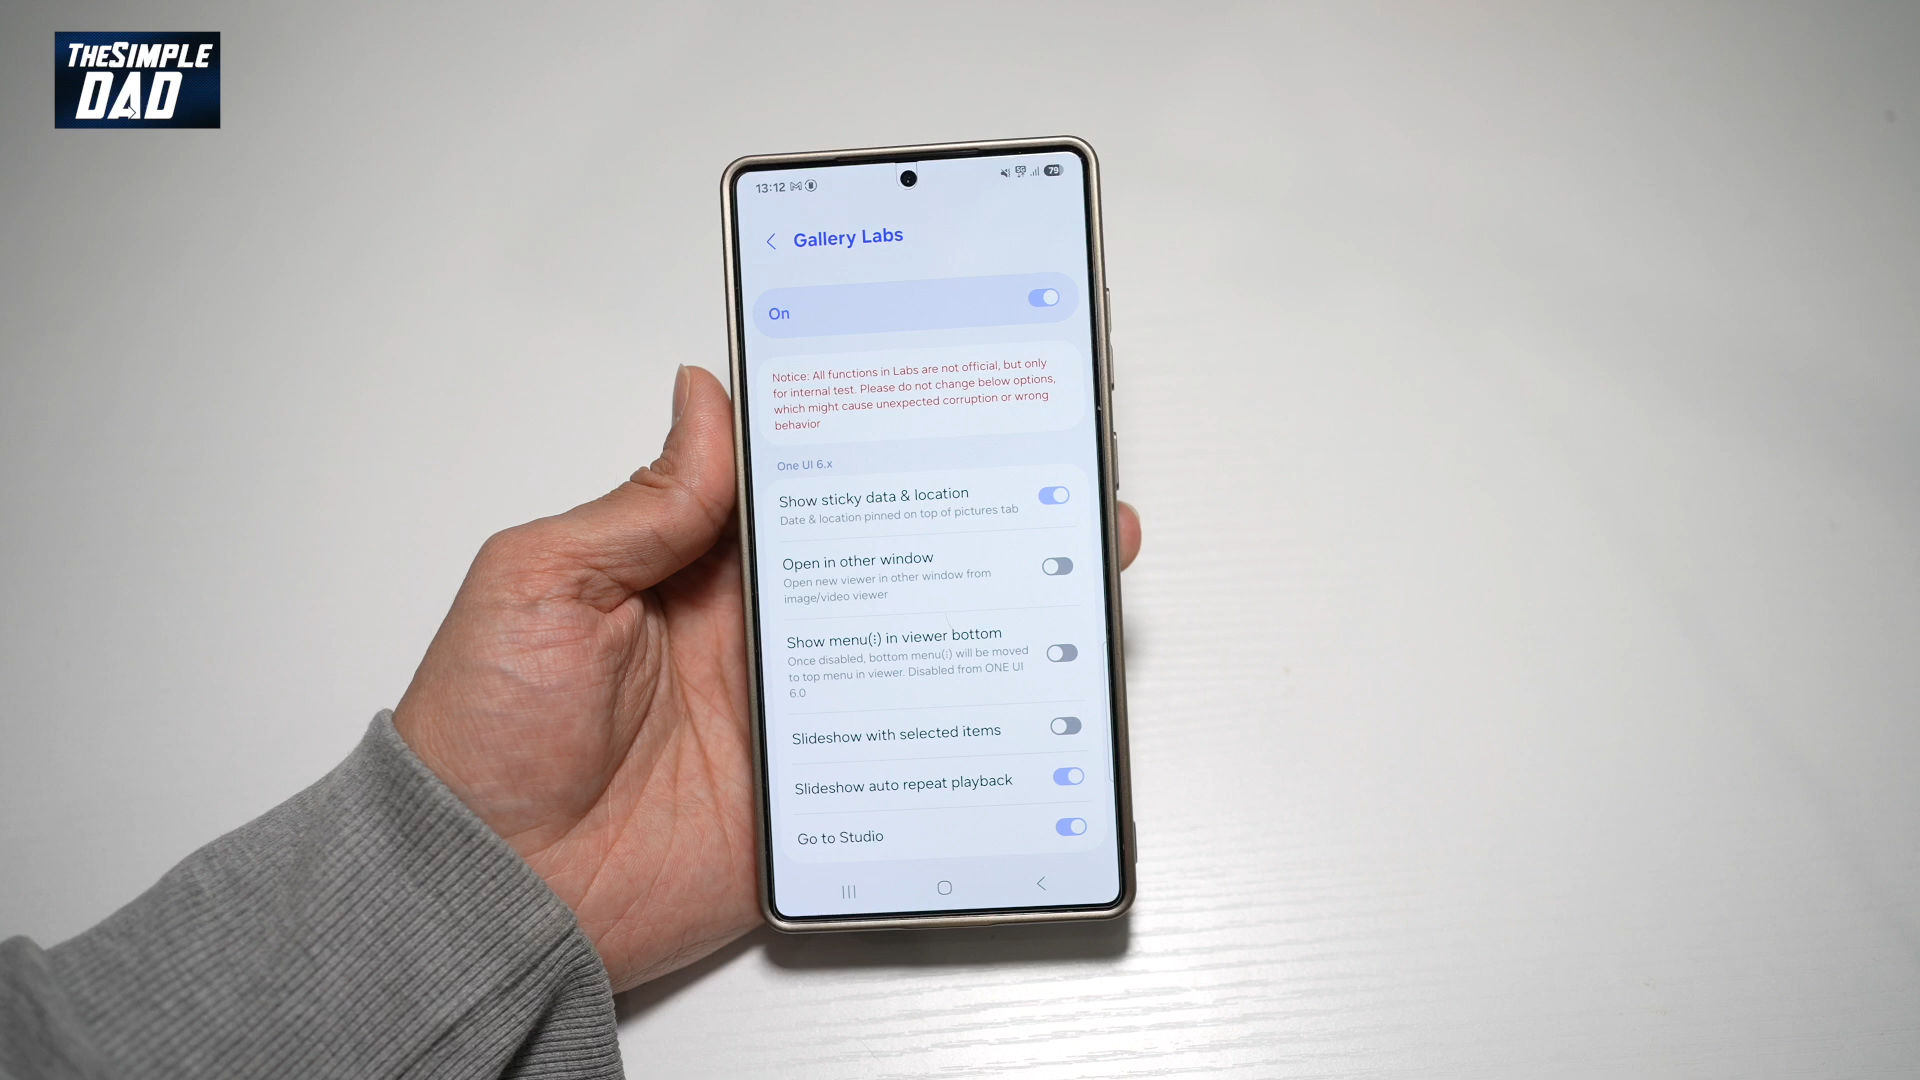 THESIMPLE
DAD
13:12
79
Gallery Labs
On
Notice: All functions in Labs are not official, but only
for internal test. Please do not change below options,
which might cause unexpected corruption or wrong
behavior
One UI 6.x
Show sticky data & location
Date & location pinned on top of pictures tab
Open in other window
Open new viewer in other window from
image/video viewer
Show menu(⋮) in viewer bottom
Once disabled, bottom menu(⋮) will be moved
to top menu in viewer. Disabled from ONE UI
6.0
Slideshow with selected items
Slideshow auto repeat playback
Go to Studio